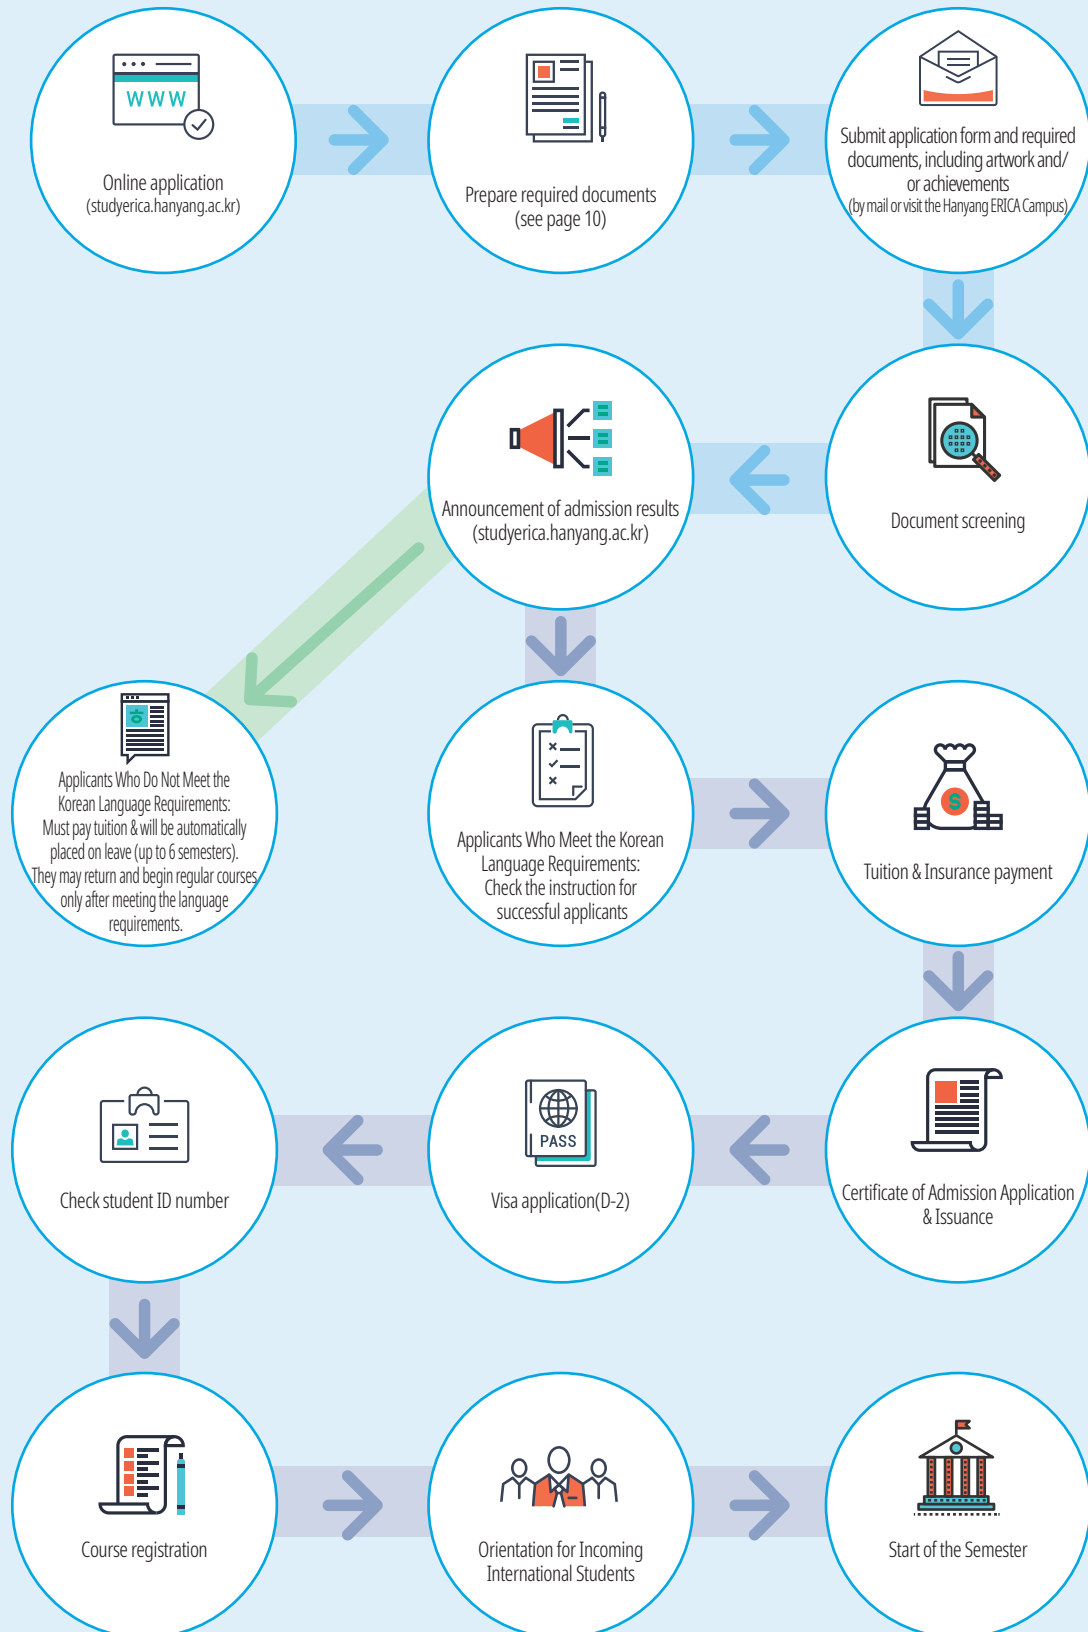 WWW
Online application
(studyerica.hanyang.ac.kr)
Prepare required documents
(see page 10)
Submit application form and required
documents, including artwork and/
or achievements
(by mail or visit the Hanyang ERICA Campus)
Document screening
Announcement of admission results
(studyerica.hanyang.ac.kr)
ㅎ
Applicants Who Do Not Meet the
Korean Language Requirements:
Must pay tuition & will be automatically
placed on leave (up to 6 semesters).
They may return and begin regular courses
only after meeting the language
requirements.
Applicants Who Meet the Korean
Language Requirements:
Check the instruction for
successful applicants
$
Tuition & Insurance payment
Certificate of Admission Application
& Issuance
PASS
Visa application(D-2)
Check student ID number
Course registration
Orientation for Incoming
International Students
Start of the Semester